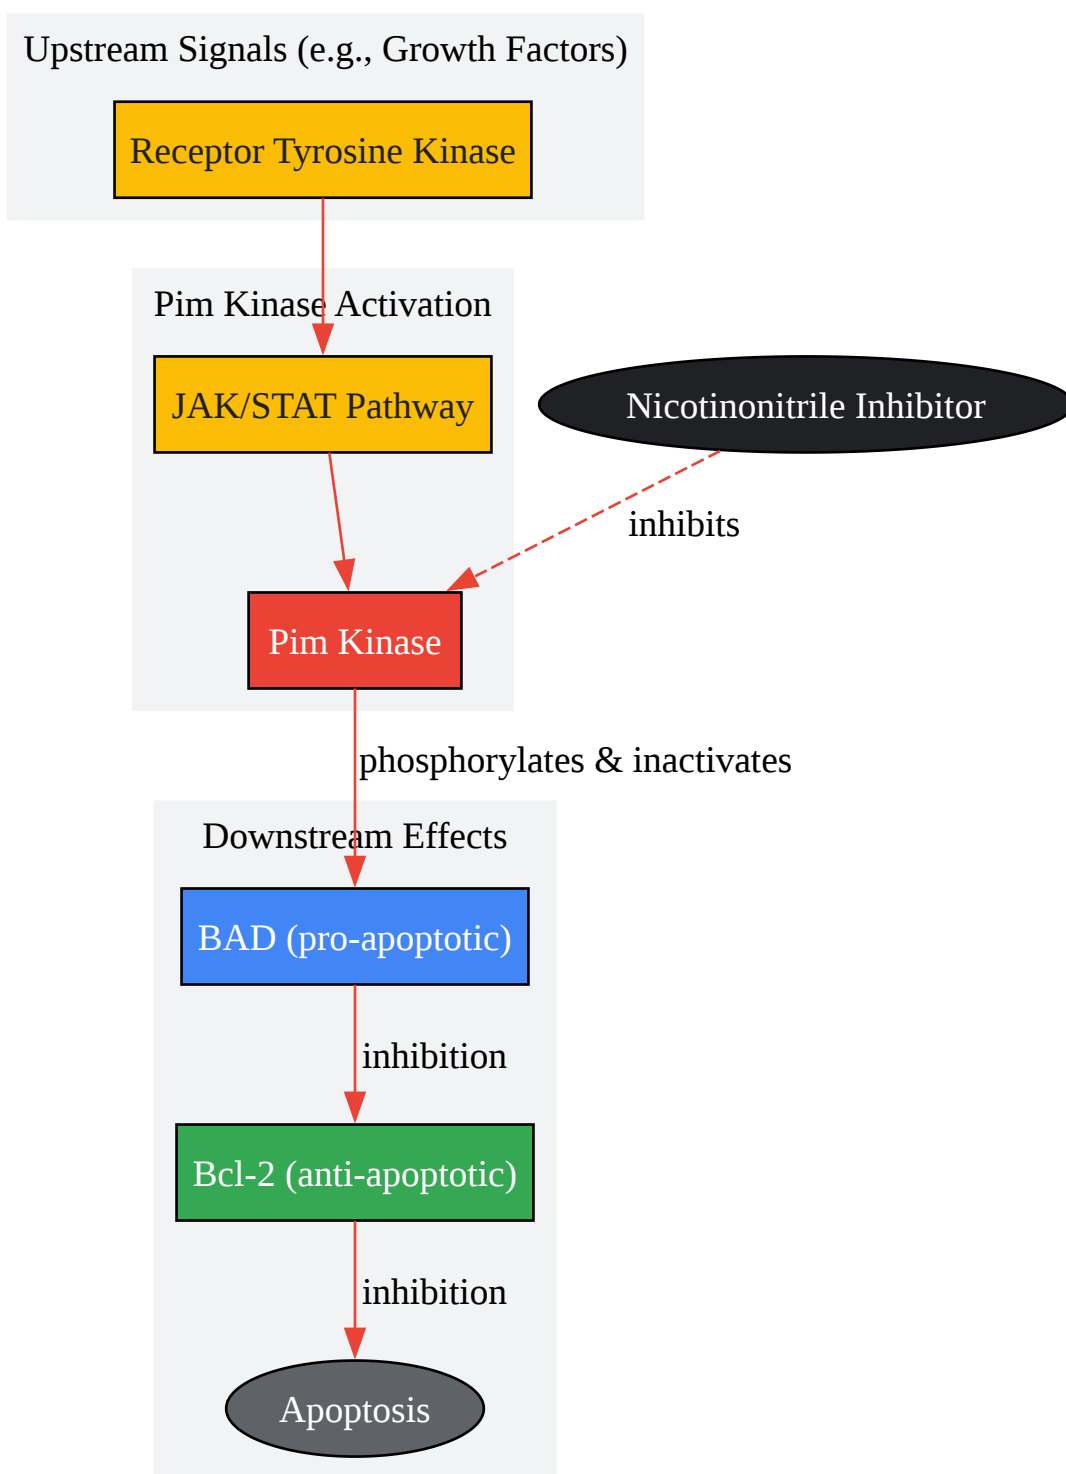 Upstream Signals (e.g., Growth Factors)
Receptor Tyrosine Kinase
Pim Kinase Activation
JAK/STAT Pathway
Nicotinonitrile Inhibitor
inhibits
Pim Kinase
phosphorylates & inactivates
Downstream Effects
BAD (pro-apoptotic)
inhibition
Bcl-2 (anti-apoptotic)
inhibition
Apoptosis